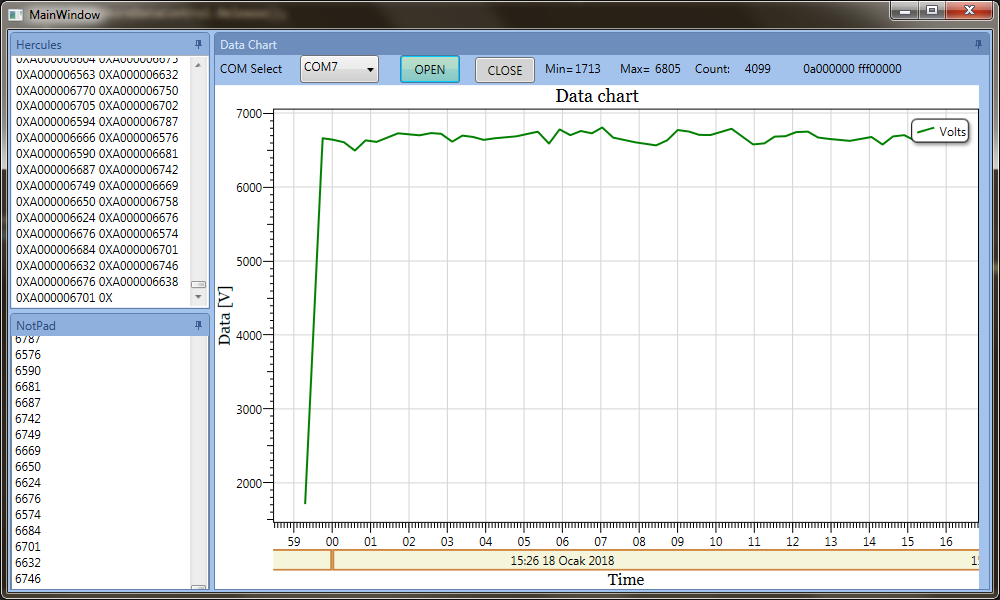 MainWindow
Hercules
0XA000006604 0XA000006675
0XA000006563 0XA000006632
0XA000006770 0XA000006750
0XA000006705 0XA000006702
0XA000006594 0XA000006787
0XA000006666 0XA000006576
0XA000006590 0XA000006681
0XA000006687 0XA000006742
0XA000006749 0XA000006669
0XA000006650 0XA000006758
0XA000006624 0XA000006676
0XA000006676 0XA000006574
0XA000006684 0XA000006701
0XA000006632 0XA000006746
0XA000006676 0XA000006638
0XA000006701 0X
NotPad
6787
6576
6590
6681
6687
6742
6749
6669
6650
6624
6676
6574
6684
6701
6632
6746
Data Chart
COM Select COM7 OPEN CLOSE Min= 1713 Max= 6805 Count: 4099 0a000000 fff00000
Data chart
Volts
7000
6000
5000
4000
3000
2000
Data [V]
59 00 01 02 03 04 05 06 07 08 09 10 11 12 13 14 15 16
15:26 18 Ocak 2018
Time